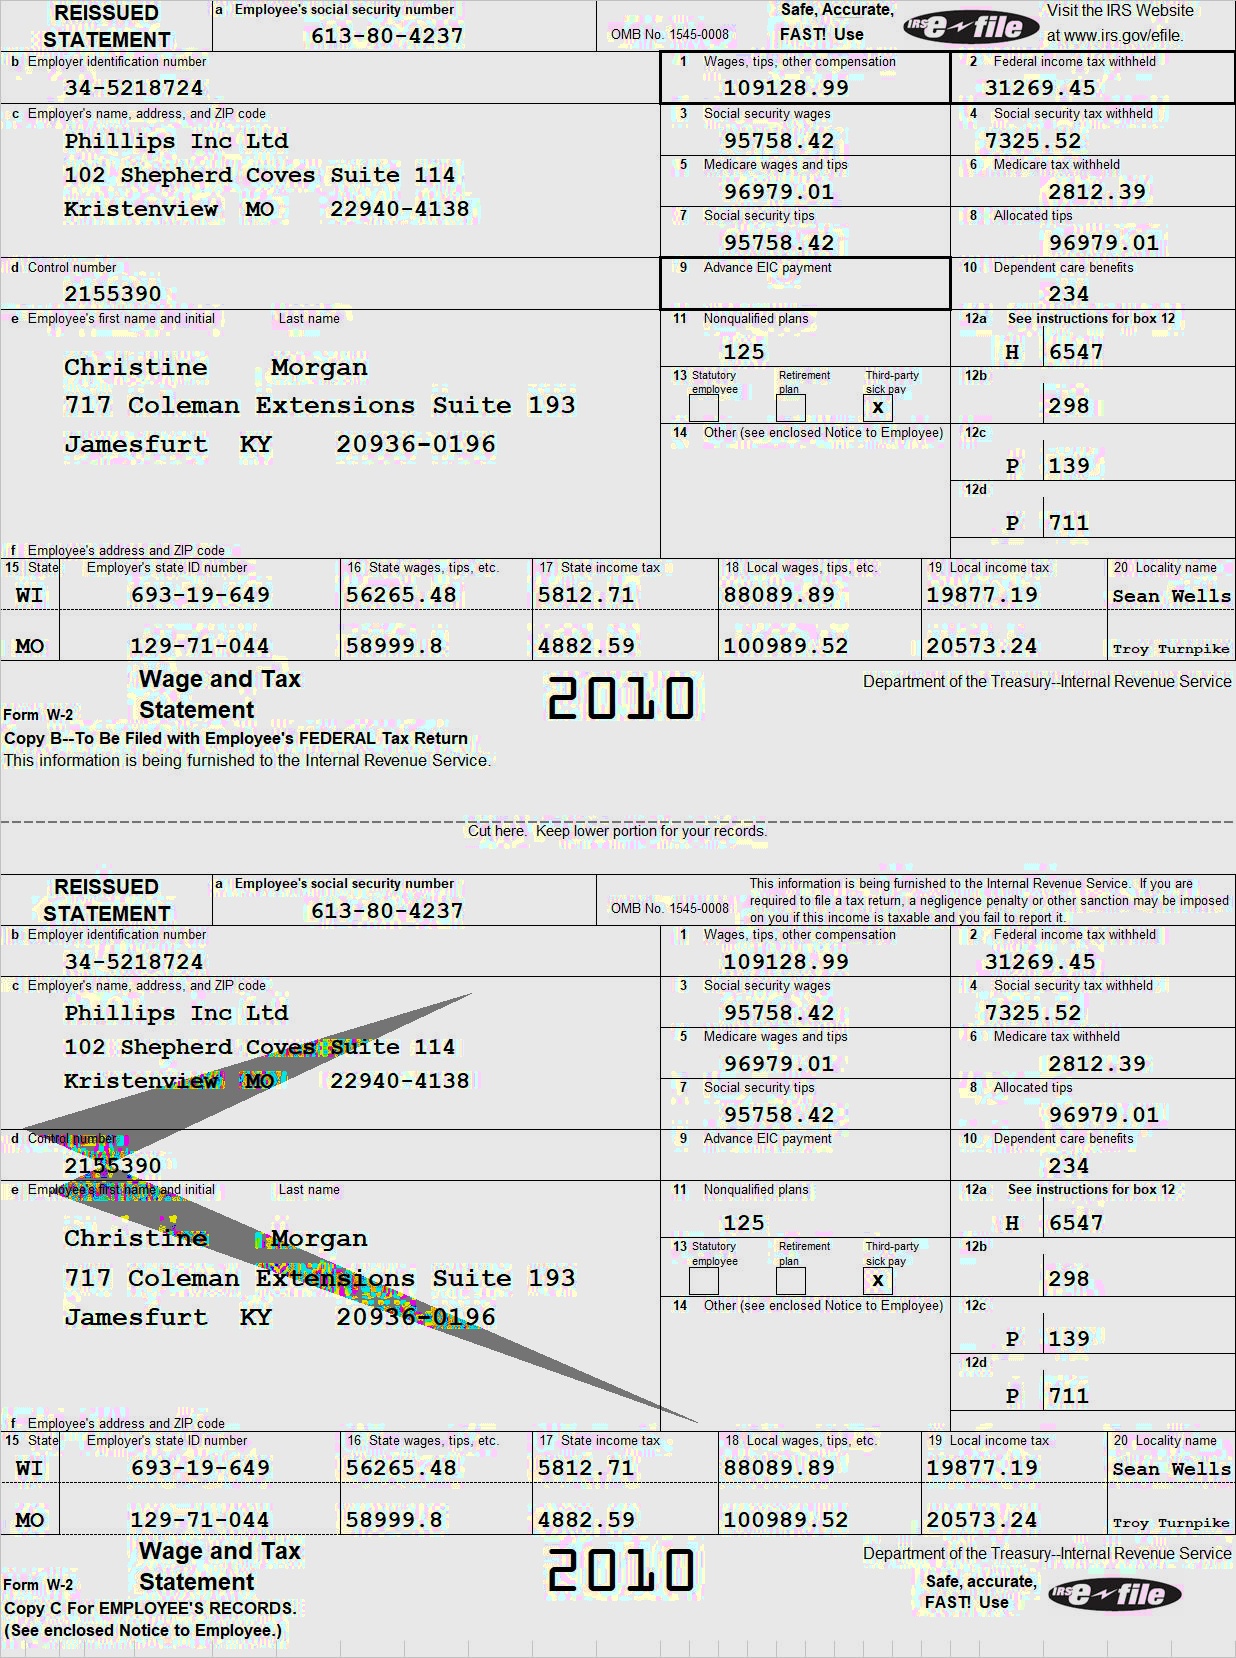 REISSUED STATEMENT
a Employee's social security number
613-80-4237
OMB No. 1545-0008
Safe, Accurate, FAST! Use
IRS e-file
Visit the IRS Website at www.irs.gov/efile.
b Employer identification number
34-5218724
1 Wages, tips, other compensation
109128.99
2 Federal income tax withheld
31269.45
c Employer's name, address, and ZIP code
Phillips Inc Ltd
102 Shepherd Coves Suite 114
Kristenview MO 22940-4138
3 Social security wages
95758.42
4 Social security tax withheld
7325.52
5 Medicare wages and tips
96979.01
6 Medicare tax withheld
2812.39
7 Social security tips
95758.42
8 Allocated tips
96979.01
d Control number
2155390
9 Advance EIC payment
10 Dependent care benefits
234
e Employee's first name and initial Last name
Christine Morgan
717 Coleman Extensions Suite 193
Jamesfurt KY 20936-0196
11 Nonqualified plans
125
12a See instructions for box 12
H 6547
13 Statutory employee Retirement plan Third-party sick pay
X
12b
298
14 Other (see enclosed Notice to Employee)
12c
P 139
12d
P 711
f Employee's address and ZIP code
15 State Employer's state ID number 16 State wages, tips, etc. 17 State income tax 18 Local wages, tips, etc. 19 Local income tax 20 Locality name
WI 693-19-649 56265.48 5812.71 88089.89 19877.19 Sean Wells
MO 129-71-044 58999.8 4882.59 100989.52 20573.24 Troy Turnpike
Form W-2 Wage and Tax Statement 2010 Department of the Treasury--Internal Revenue Service
Copy B--To Be Filed with Employee's FEDERAL Tax Return
This information is being furnished to the Internal Revenue Service.
Cut here. Keep lower portion for your records.
REISSUED STATEMENT
a Employee's social security number
613-80-4237
OMB No. 1545-0008
This information is being furnished to the Internal Revenue Service. If you are
required to file a tax return, a negligence penalty or other sanction may be imposed
on you if this income is taxable and you fail to report it.
b Employer identification number
34-5218724
1 Wages, tips, other compensation
109128.99
2 Federal income tax withheld
31269.45
c Employer's name, address, and ZIP code
Phillips Inc Ltd
102 Shepherd Coves Suite 114
Kristenview MO 22940-4138
3 Social security wages
95758.42
4 Social security tax withheld
7325.52
5 Medicare wages and tips
96979.01
6 Medicare tax withheld
2812.39
7 Social security tips
95758.42
8 Allocated tips
96979.01
d Control number
2155390
9 Advance EIC payment
10 Dependent care benefits
234
e Employee's first name and initial Last name
Christine Morgan
717 Coleman Extensions Suite 193
Jamesfurt KY 20936-0196
11 Nonqualified plans
125
12a See instructions for box 12
H 6547
13 Statutory employee Retirement plan Third-party sick pay
X
12b
298
14 Other (see enclosed Notice to Employee)
12c
P 139
12d
P 711
f Employee's address and ZIP code
15 State Employer's state ID number 16 State wages, tips, etc. 17 State income tax 18 Local wages, tips, etc. 19 Local income tax 20 Locality name
WI 693-19-649 56265.48 5812.71 88089.89 19877.19 Sean Wells
MO 129-71-044 58999.8 4882.59 100989.52 20573.24 Troy Turnpike
Form W-2 Wage and Tax Statement 2010 Department of the Treasury--Internal Revenue Service
Safe, accurate, FAST! Use
IRS e-file
Copy C For EMPLOYEE'S RECORDS.
(See enclosed Notice to Employee.)